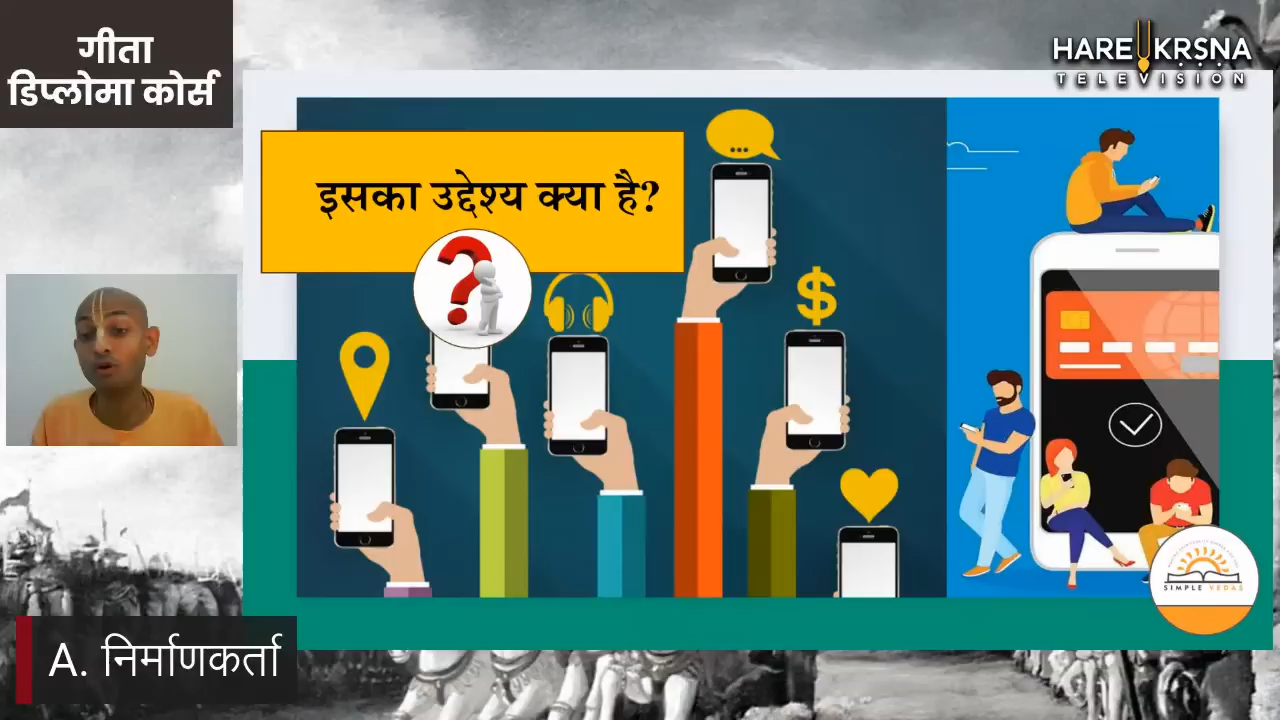 गीता
डिप्लोमा कोर्स
HARE KRSNA
TELEVISION
इसका उद्देश्य क्या है?
$
SIMPLE VEDAS
A. निर्माणकर्ता